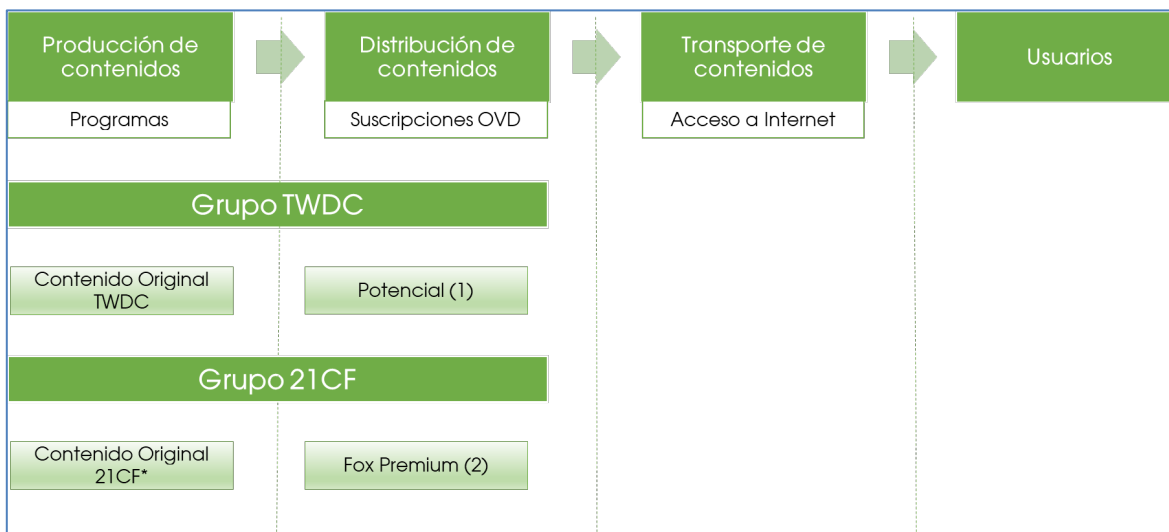 Producción de
contenidos
Distribución de
contenidos
Transporte de
contenidos
Usuarios
Programas
Suscripciones OVD
Acceso a Internet
Grupo TWDC
Contenido Original
TWDC
Potencial (1)
Grupo 21CF
Contenido Original
21CF*
Fox Premium (2)